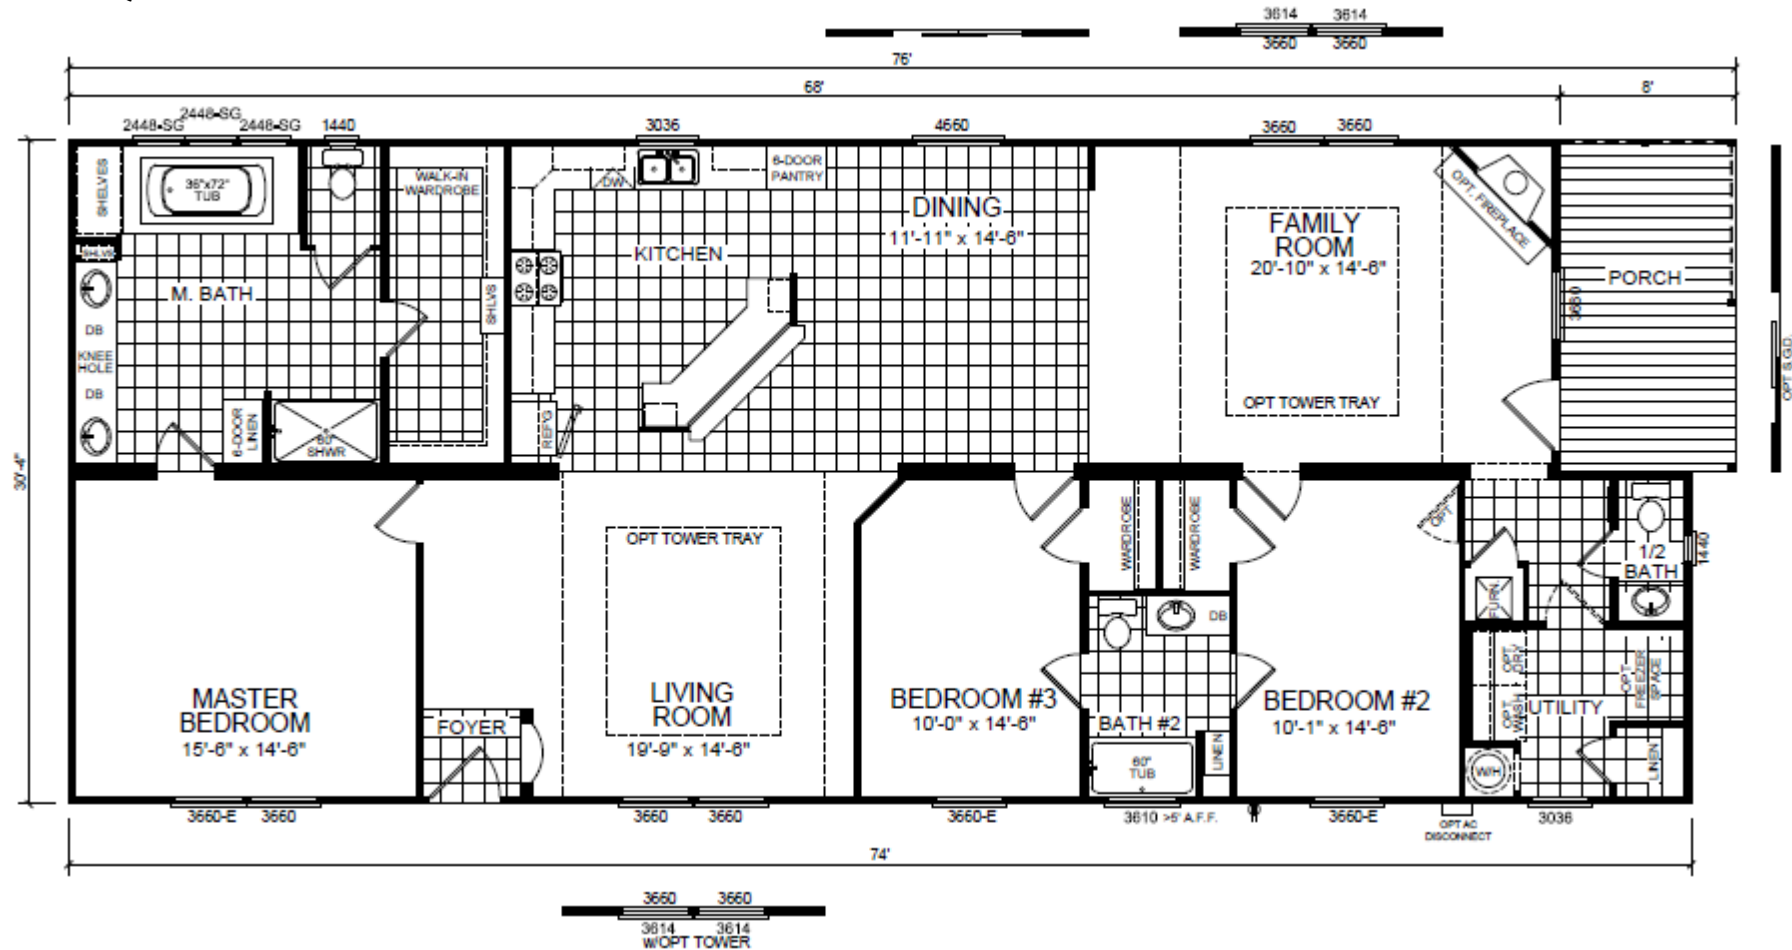 3614 3614
3660 3660
76'
68' 8'
2448-SG 2448-SG 2448-SG 1440 3036 4660 3660 3660
SHELVES
36"x72"
TUB
SHLVS
M. BATH
DB
KNEE
HOLE
DB
6-DOOR
LINEN
60"
SHWR
WALK-IN
WARDROBE
SHLVS
DW
6-DOOR
PANTRY
KITCHEN
REF'G
DINING
11'-11" x 14'-6"
FAMILY
ROOM
20'-10" x 14'-6"
OPT TOWER TRAY
OPT. FIREPLACE
3660
PORCH
OPT S.G.D.
30'-4"
MASTER
BEDROOM
15'-6" x 14'-6"
FOYER
OPT TOWER TRAY
LIVING
ROOM
19'-9" x 14'-6"
BEDROOM #3
10'-0" x 14'-6"
WARDROBE
WARDROBE
DB
BATH #2
60"
TUB
LINEN
BEDROOM #2
10'-1" x 14'-6"
OPT
FURN.
1/2
BATH
1440
OPT.
DRY
OPT.
WASH
UTILITY
OPT
FREEZER
SPACE
W/H
LINEN
3660-E 3660 3660 3660 3660-E 3610 >5' A.F.F. 3660-E 3036
OPT AC
DISCONNECT
74'
3660 3660
3614 3614
w/OPT TOWER